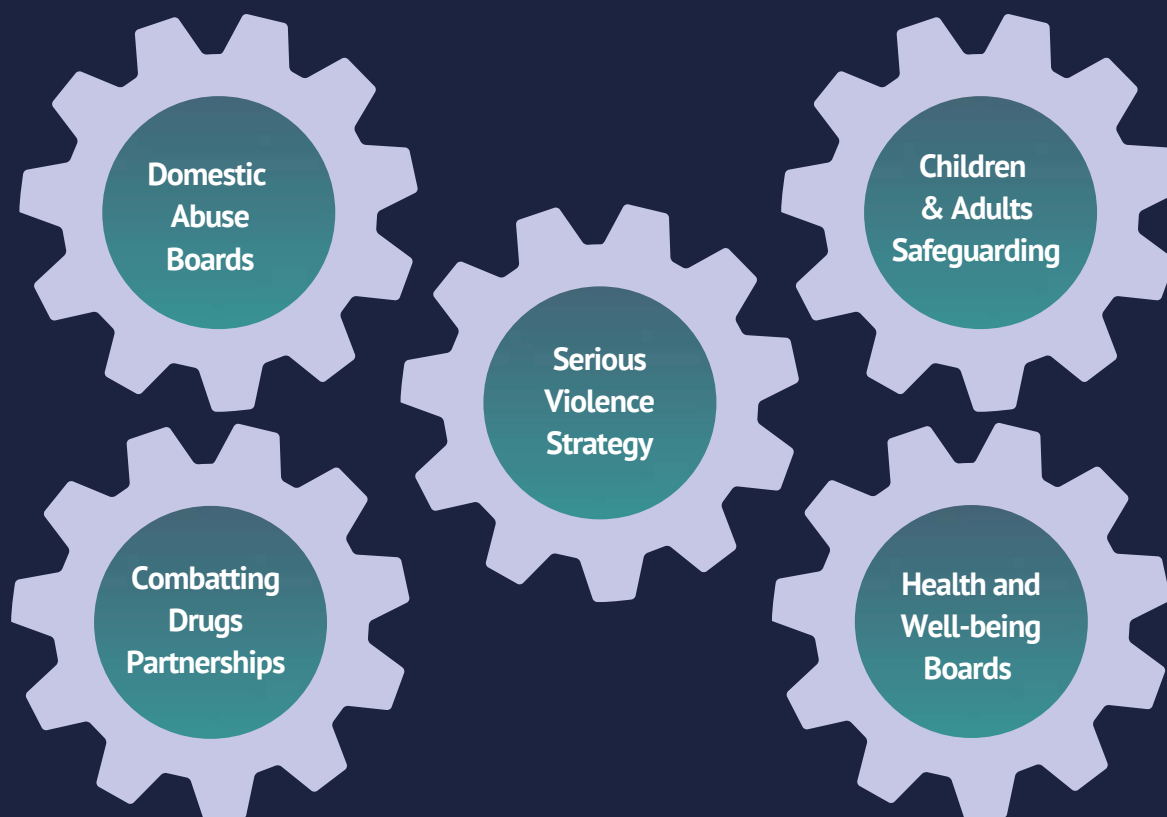 Domestic
Abuse
Boards
Children
& Adults
Safeguarding
Serious
Violence
Strategy
Combatting
Drugs
Partnerships
Health and
Well-being
Boards